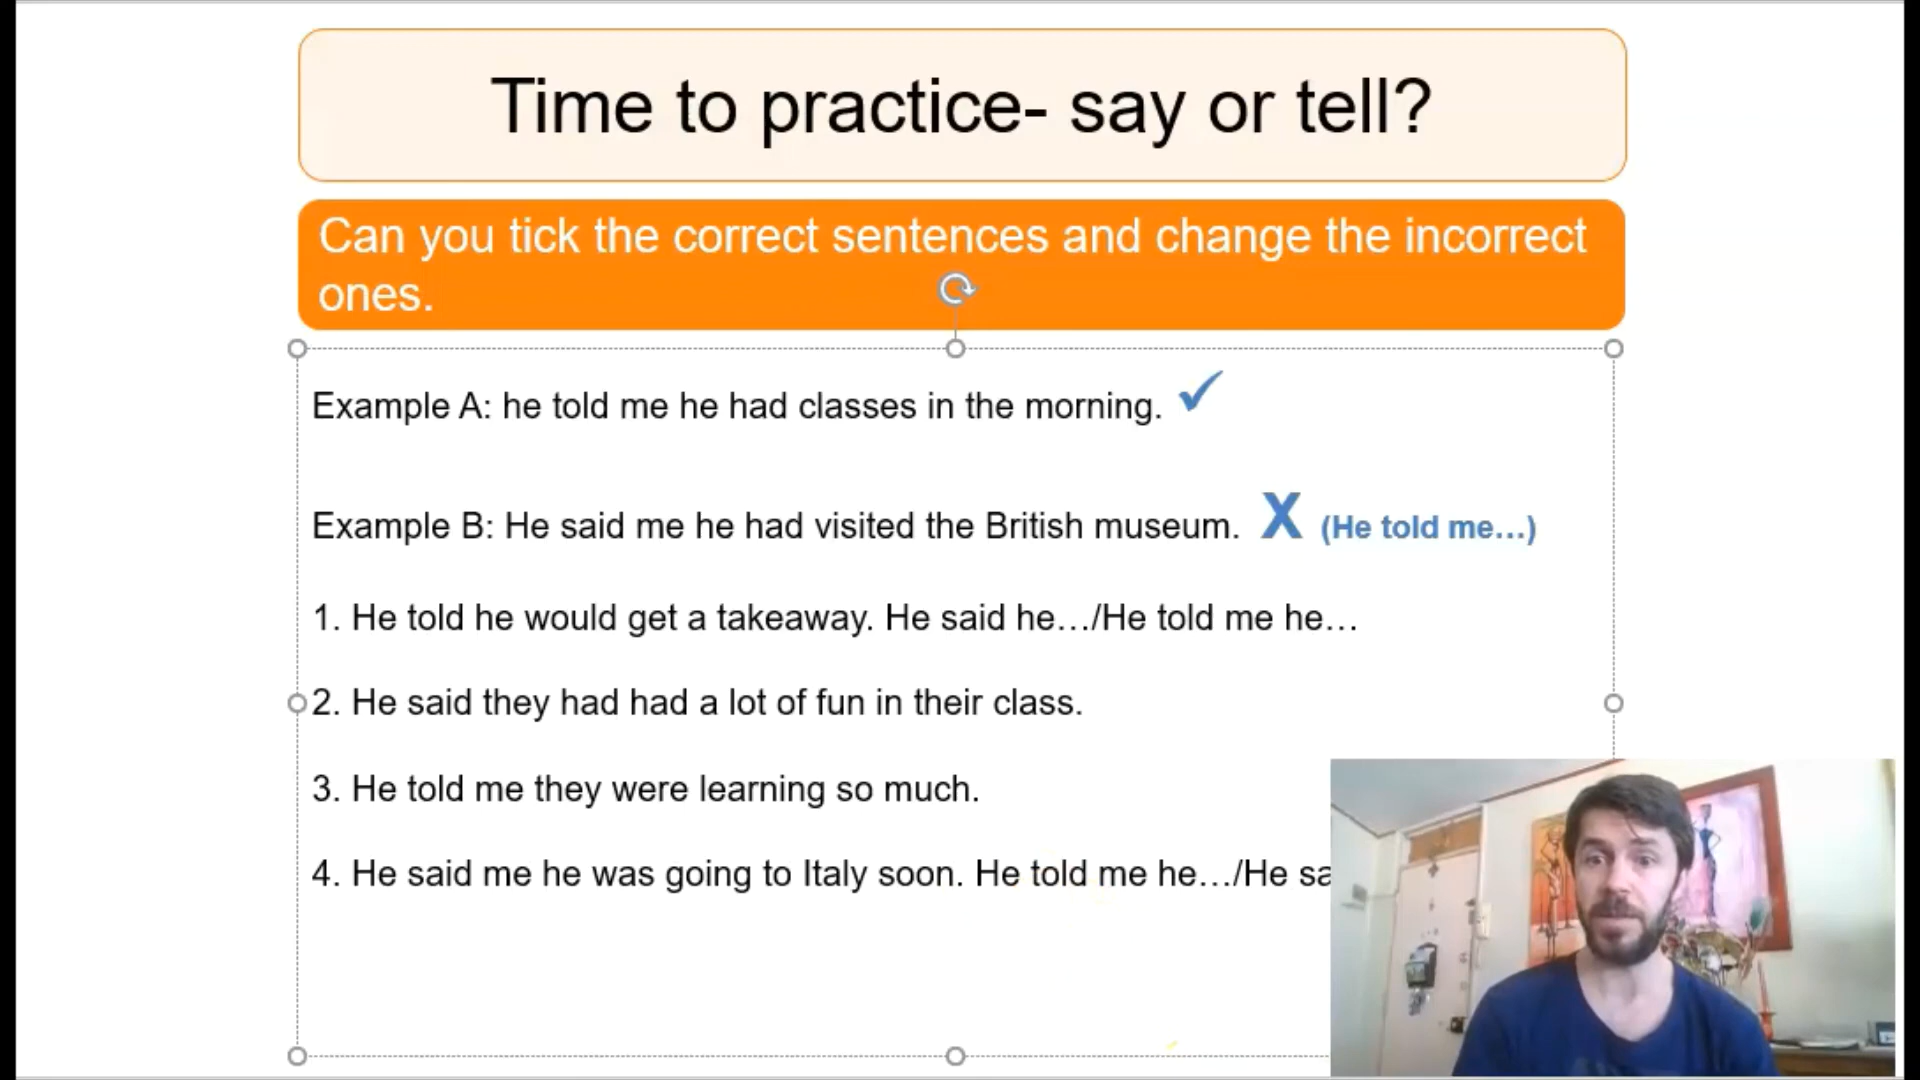 Time to practice- say or tell?
Can you tick the correct sentences and change the incorrect
ones.
Example A: he told me he had classes in the morning. ✓
Example B: He said me he had visited the British museum. X (He told me...)
1. He told he would get a takeaway. He said he…/He told me he…
2. He said they had had a lot of fun in their class.
3. He told me they were learning so much.
4. He said me he was going to Italy soon. He told me he…/He